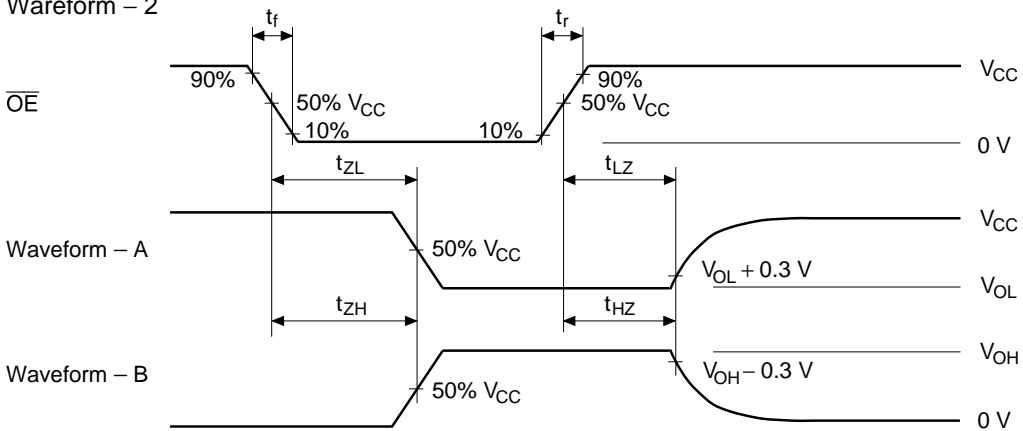 Wareform – 2
tf
tr
90%
90%
VCC
OE
50% VCC
50% VCC
10%
10%
0 V
tZL
tLZ
VCC
Waveform – A
50% VCC
VOL + 0.3 V
VOL
tZH
tHZ
VOH
VOH – 0.3 V
Waveform – B
50% VCC
0 V